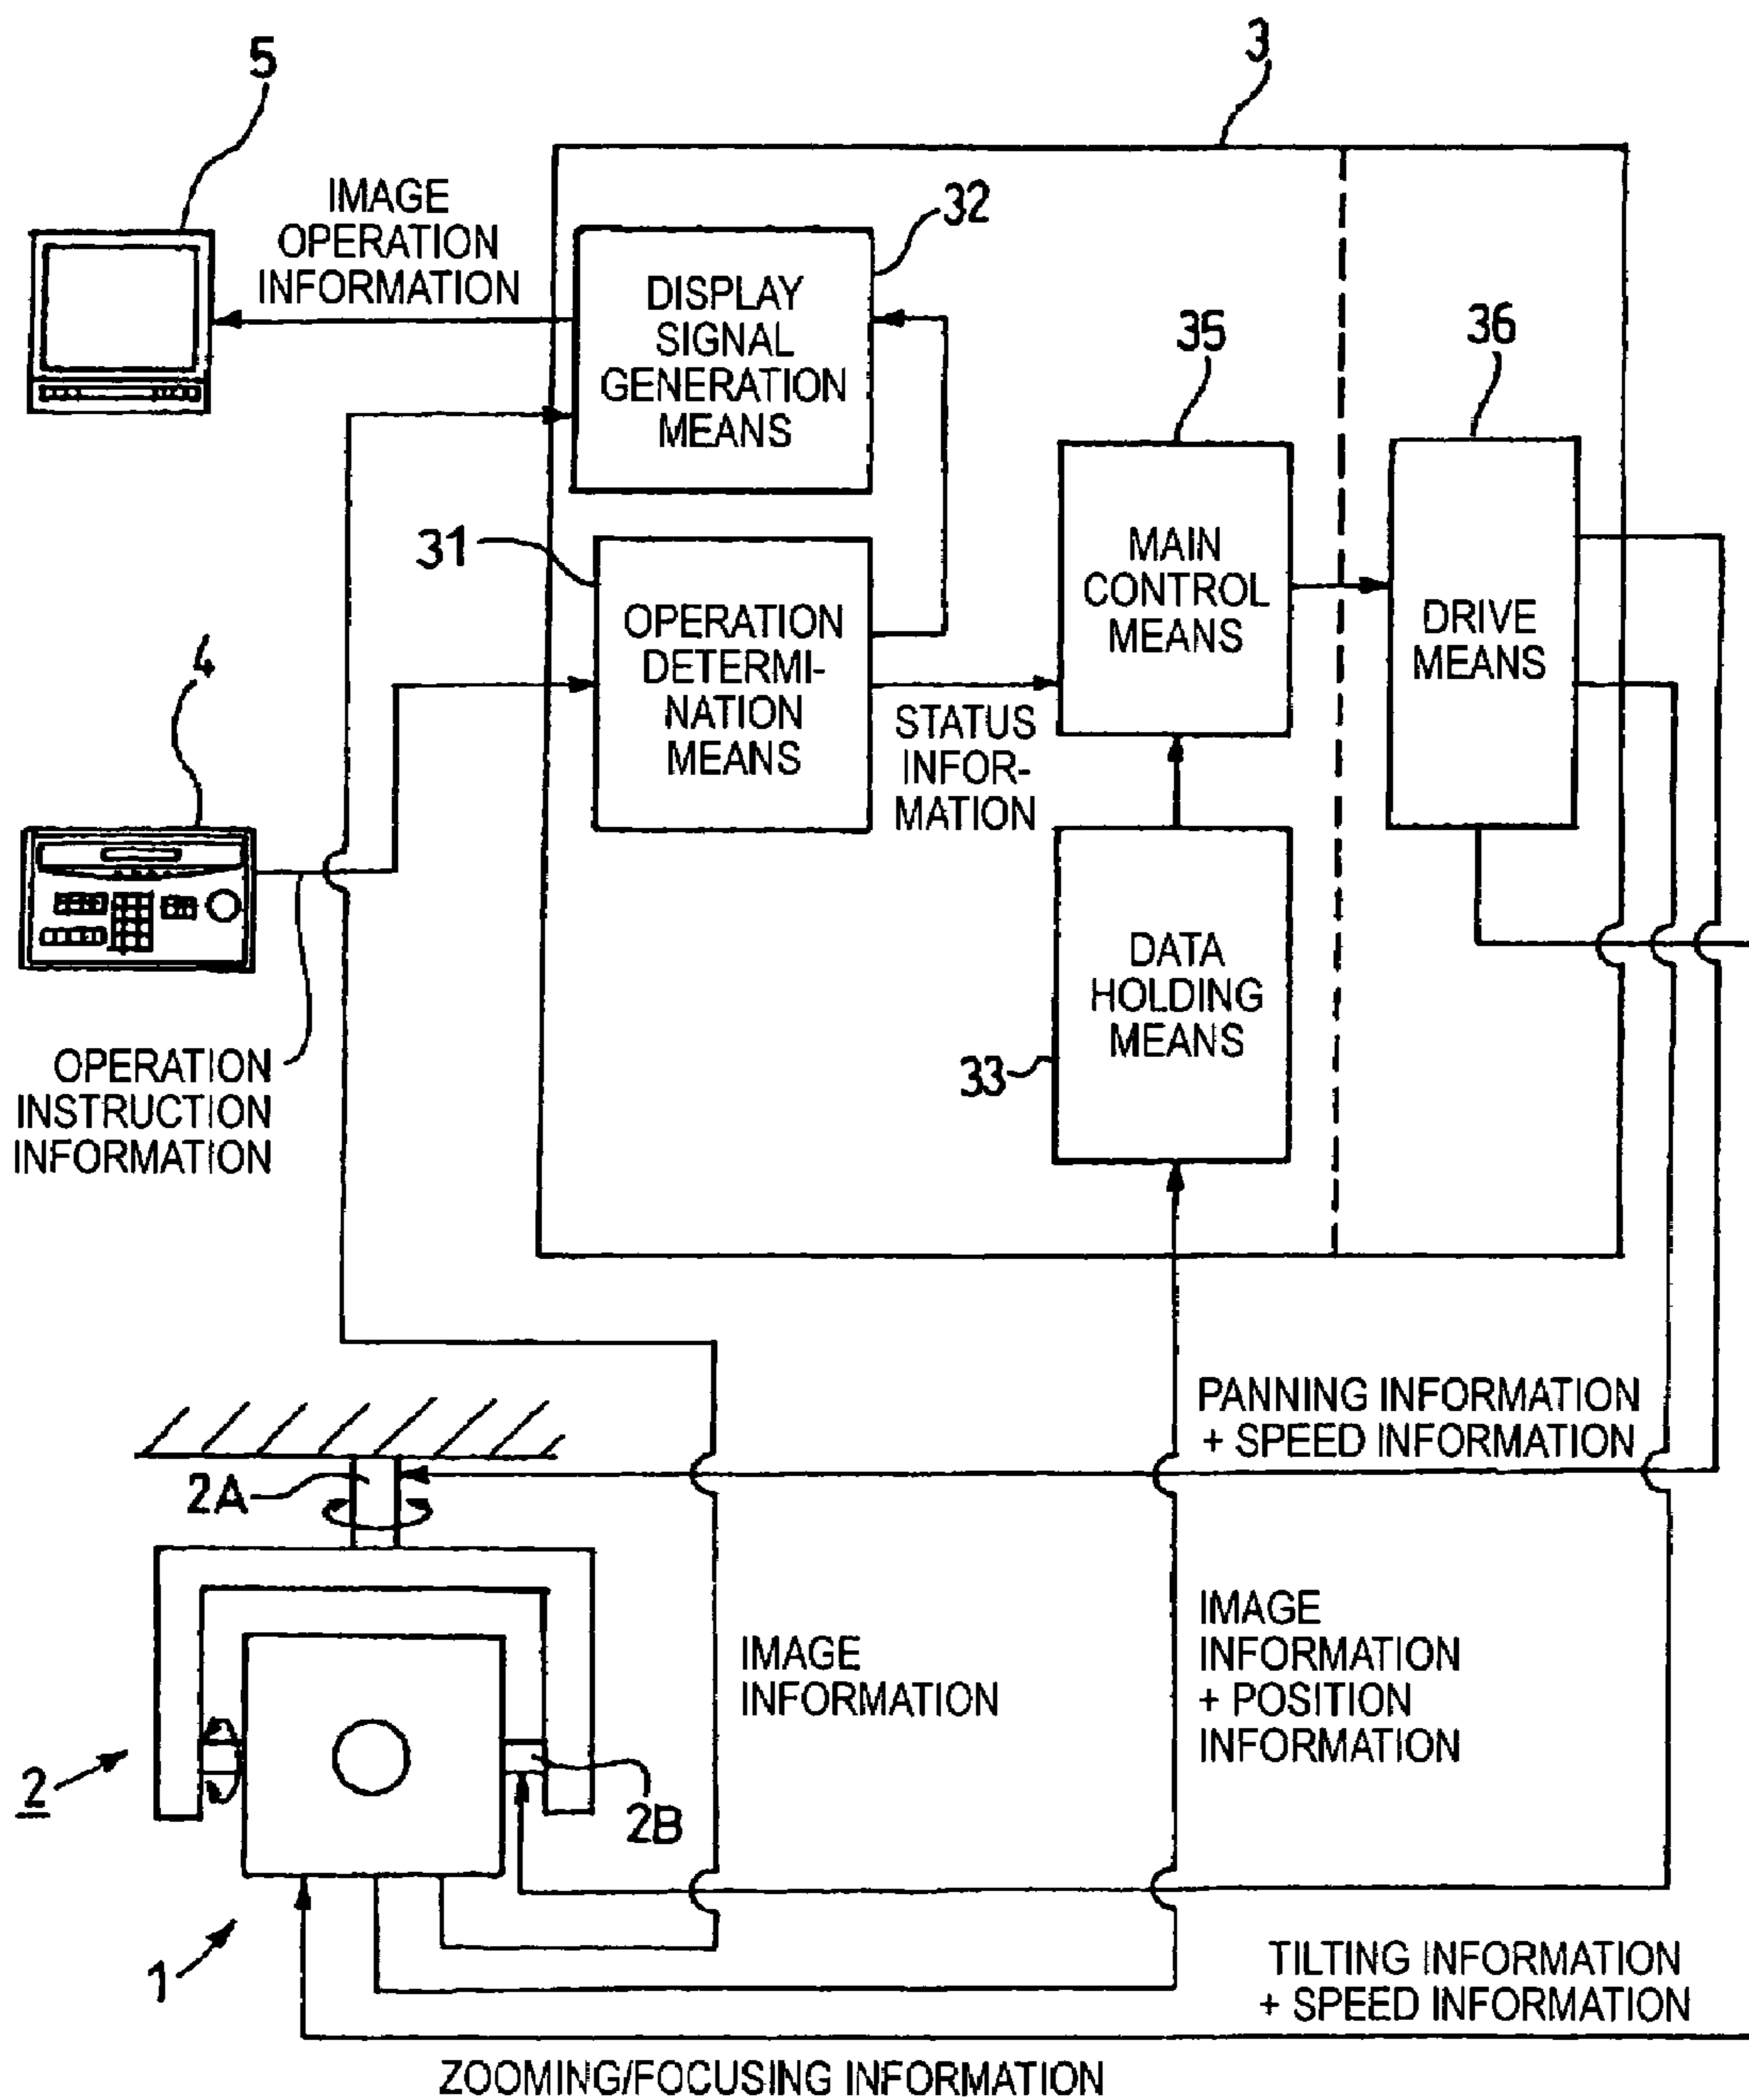 5
3
IMAGE
OPERATION
INFORMATION
32
DISPLAY
SIGNAL
GENERATION
MEANS
35
36
31
OPERATION
DETERMI-
NATION
MEANS
MAIN
CONTROL
MEANS
DRIVE
MEANS
4
STATUS
INFOR-
MATION
DATA
HOLDING
MEANS
33
OPERATION
INSTRUCTION
INFORMATION
PANNING INFORMATION
+ SPEED INFORMATION
2A
IMAGE
INFORMATION
IMAGE
INFORMATION
+ POSITION
INFORMATION
2
2B
1
TILTING INFORMATION
+ SPEED INFORMATION
ZOOMING/FOCUSING INFORMATION